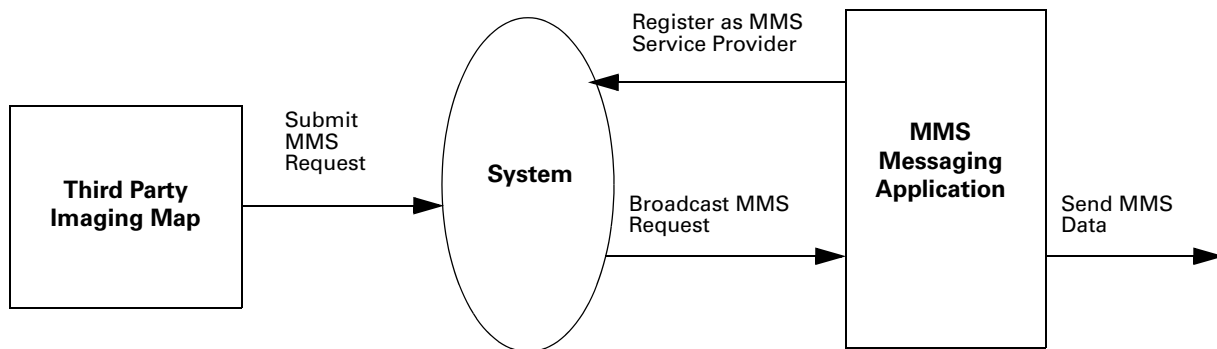 Third Party
Imaging Map
Submit
MMS
Request
System
Register as MMS
Service Provider
Broadcast MMS
Request
MMS
Messaging
Application
Send MMS
Data